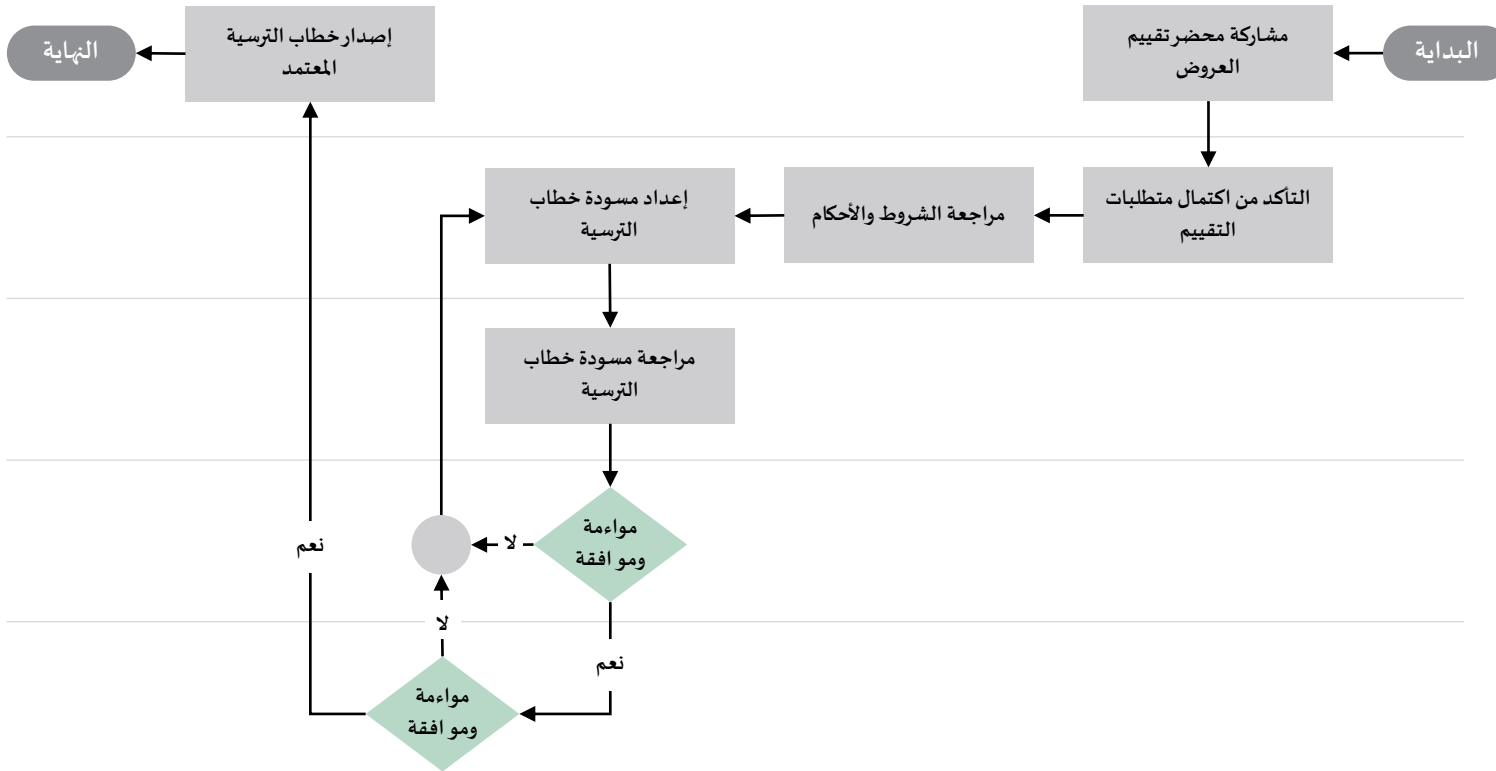 البداية
مشاركة محضر تقييم
العروض
إصدار خطاب الترسية
المعتمد
النهاية
التأكد من اكتمال متطلبات
التقييم
مراجعة الشروط والأحكام
إعداد مسودة خطاب
الترسية
مراجعة مسودة خطاب
الترسية
مواءمة
وموافقة
لا
نعم
لا
نعم
مواءمة
وموافقة